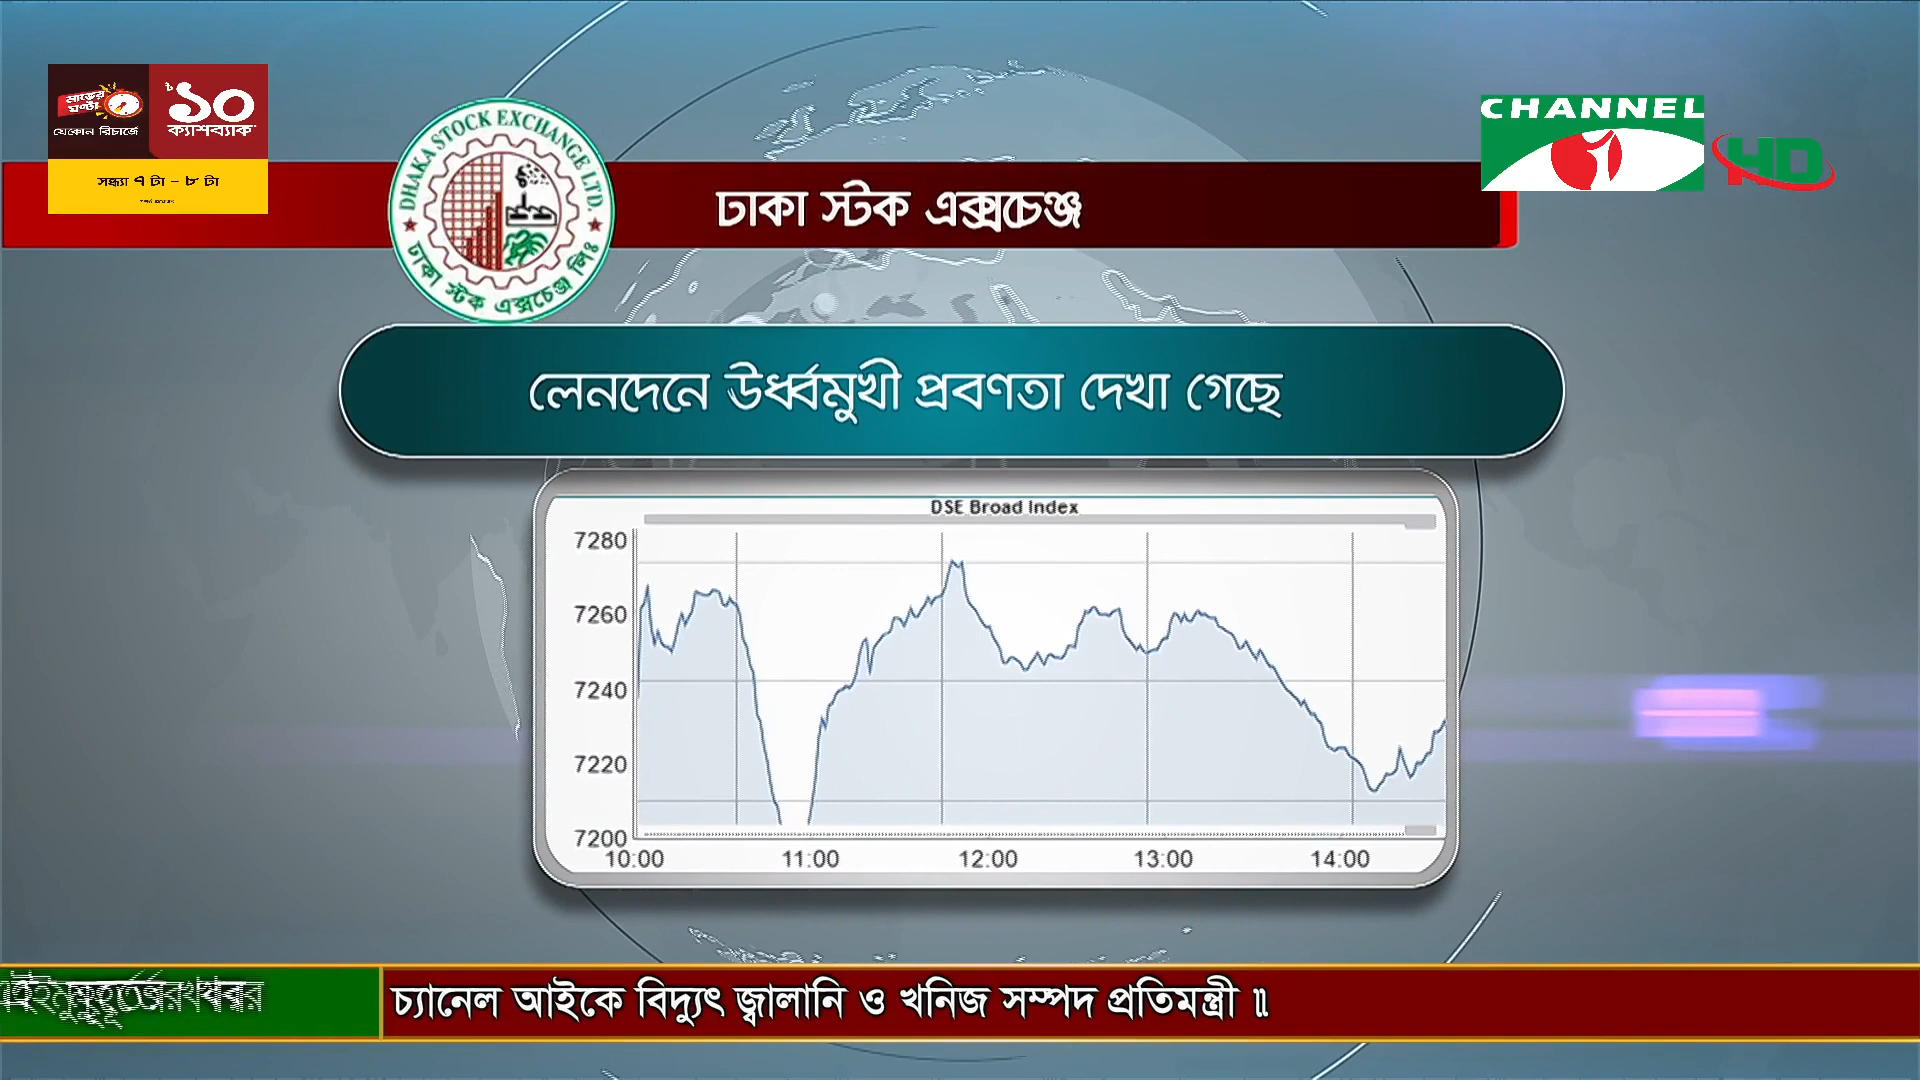 মাতের ঘণ্টা
যেকোন রিচার্জে
৳১০
ক্যাশব্যাক
সন্ধ্যা ৭ টা - ৮ টা
CHANNEL
HD
DHAKA STOCK EXCHANGE LTD.
ঢাকা স্টক এক্সচেঞ্জ লিঃ
ঢাকা স্টক এক্সচেঞ্জ
লেনদেনে উর্ধ্বমুখী প্রবণতা দেখা গেছে
DSE Broad Index
7280
7260
7240
7220
7200
10:00 11:00 12:00 13:00 14:00
চ্যানেল আইকে বিদ্যুৎ জ্বালানি ও খনিজ সম্পদ প্রতিমন্ত্রী ॥